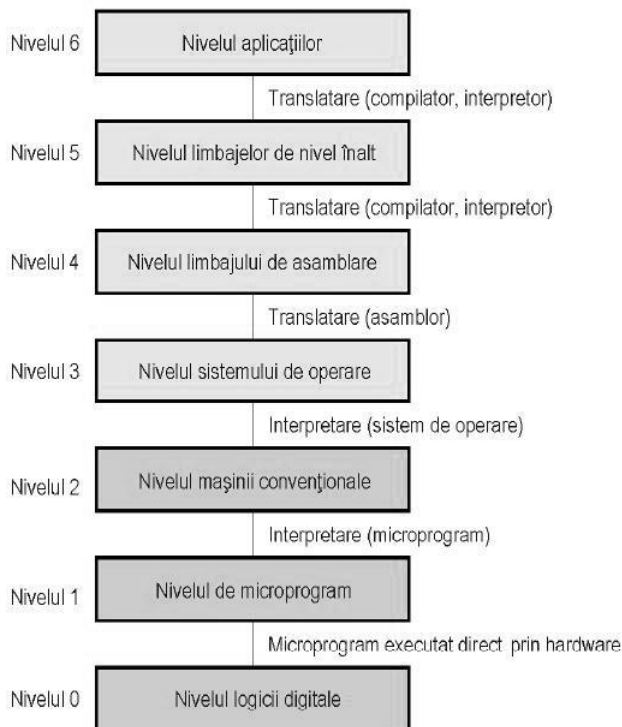 Nivelul 6
Nivelul aplicaţiilor
Translatare (compilator, interpretor)
Nivelul 5
Nivelul limbajelor de nivel înalt
Translatare (compilator, interpretor)
Nivelul 4
Nivelul limbajului de asamblare
Translatare (asamblor)
Nivelul 3
Nivelul sistemului de operare
Interpretare (sistem de operare)
Nivelul 2
Nivelul maşinii convenţionale
Interpretare (microprogram)
Nivelul 1
Nivelul de microprogram
Microprogram executat direct prin hardware
Nivelul 0
Nivelul logicii digitale